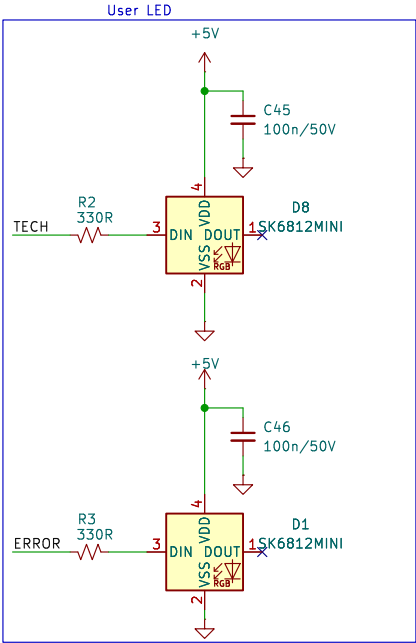 User LED
+5V
C45
100n/50V
4
R2
330R
TECH
3
DIN
VDD
VSS
DOUT
RGB
1
D8
SK6812MINI
2
+5V
C46
100n/50V
4
R3
330R
ERROR
3
DIN
VDD
VSS
DOUT
RGB
1
D1
SK6812MINI
2